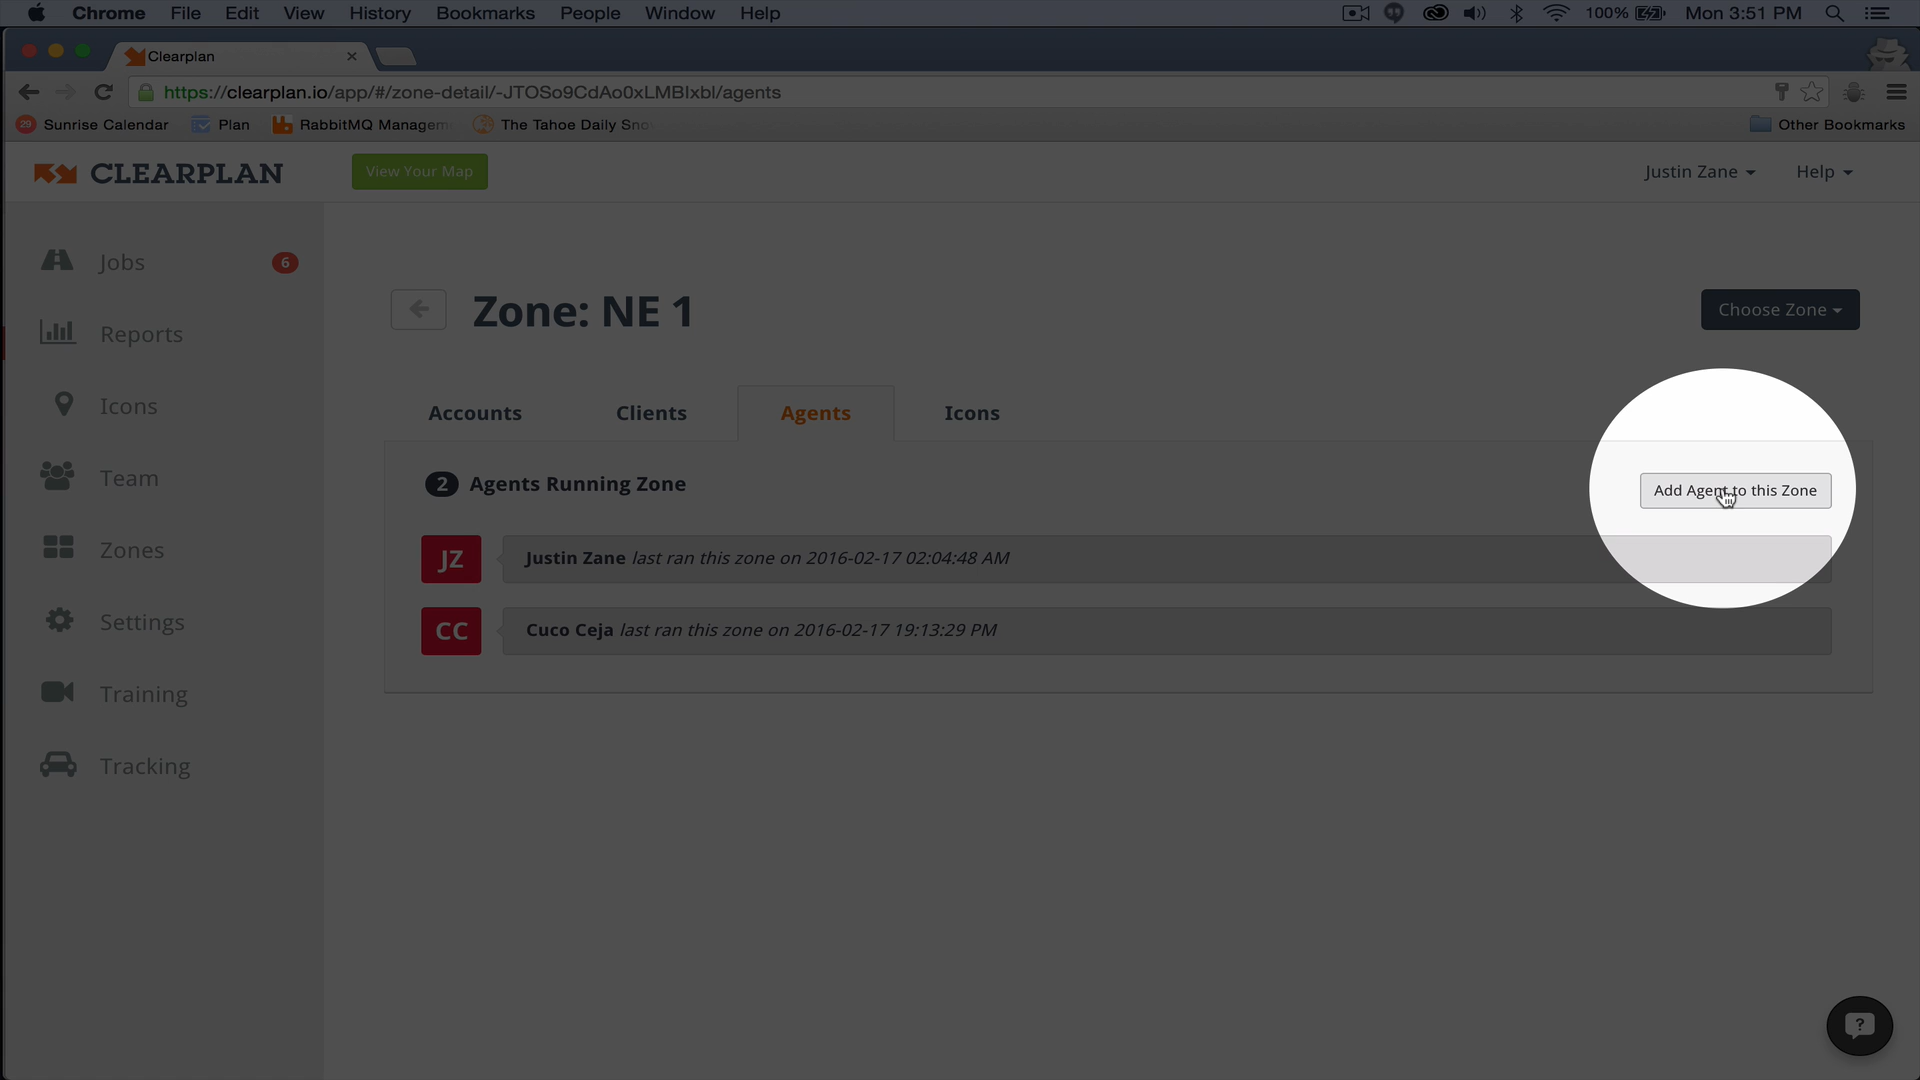 Chrome File Edit View History Bookmarks People Window Help 100% Mon 3:51 PM
Clearplan
https://clearplan.io/app/#/zone-detail/-JTOSo9CdAo0xLMBIxbl/agents
29 Sunrise Calendar Plan RabbitMQ Managem The Tahoe Daily Sno Other Bookmarks
CLEARPLAN View Your Map Justin Zane Help
Jobs 6
Reports
Icons
Team
Zones
Settings
Training
Tracking
Zone: NE 1 Choose Zone
Accounts Clients Agents Icons
2 Agents Running Zone Add Agent to this Zone
JZ Justin Zane last ran this zone on 2016-02-17 02:04:48 AM
CC Cuco Ceja last ran this zone on 2016-02-17 19:13:29 PM
?